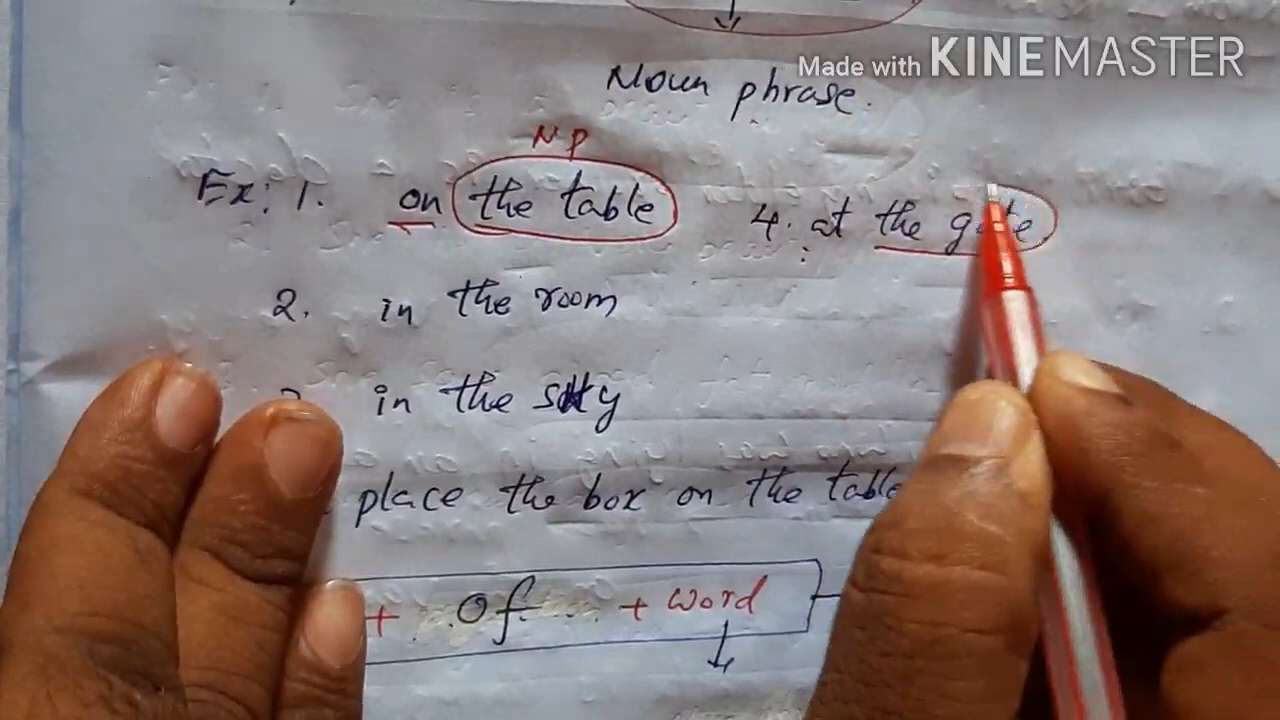 Made with KINEMASTER
Noun phrase.
NP
Ex: 1. on the table 4. at the gate
2. in the room
in the sky
place the box on the table
+ Of + word